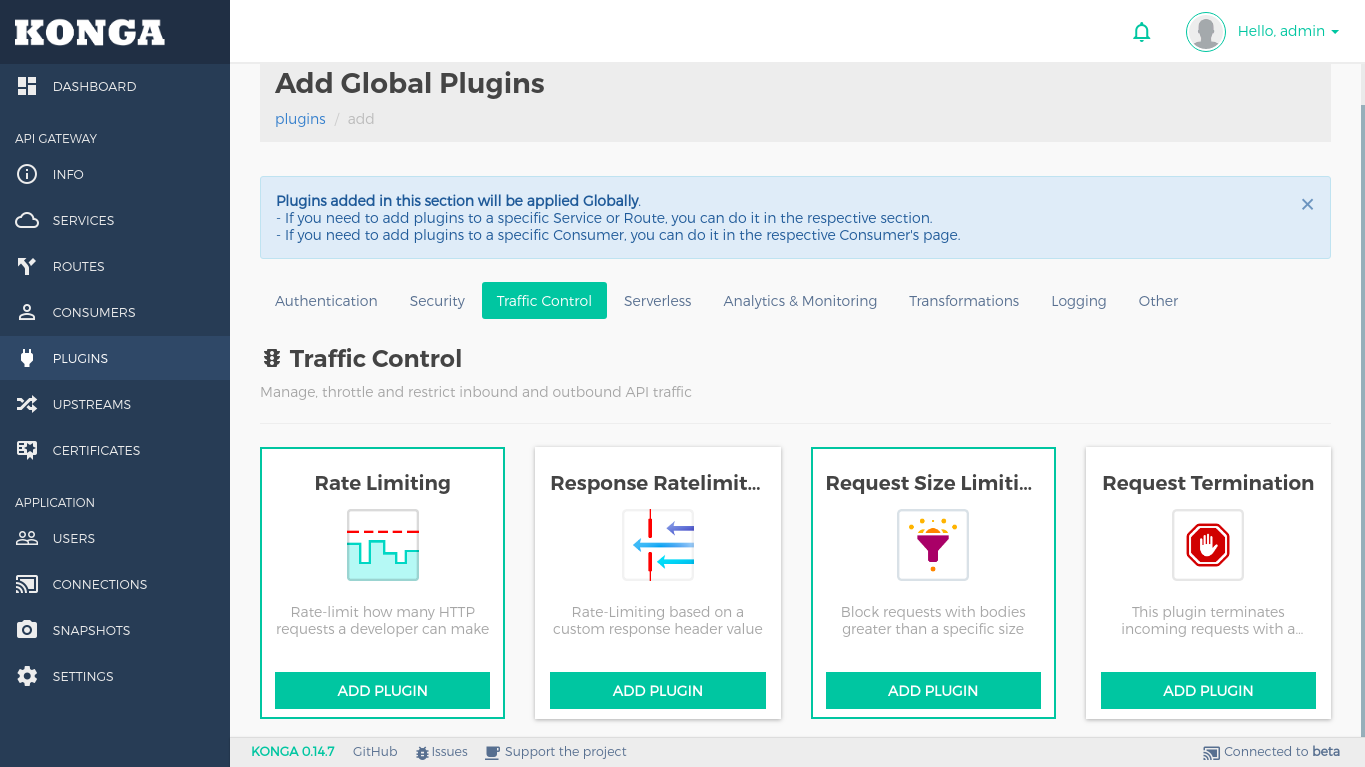 KONGA
Hello, admin
DASHBOARD
API GATEWAY
INFO
SERVICES
ROUTES
CONSUMERS
PLUGINS
UPSTREAMS
CERTIFICATES
APPLICATION
USERS
CONNECTIONS
SNAPSHOTS
SETTINGS
Add Global Plugins
plugins / add
Plugins added in this section will be applied Globally.
- If you need to add plugins to a specific Service or Route, you can do it in the respective section.
- If you need to add plugins to a specific Consumer, you can do it in the respective Consumer's page.
Authentication Security Traffic Control Serverless Analytics & Monitoring Transformations Logging Other
Traffic Control
Manage, throttle and restrict inbound and outbound API traffic
Rate Limiting
Rate-limit how many HTTP
requests a developer can make
ADD PLUGIN
Response Ratelimit...
Rate-Limiting based on a
custom response header value
ADD PLUGIN
Request Size Limiti...
Block requests with bodies
greater than a specific size
ADD PLUGIN
Request Termination
This plugin terminates
incoming requests with a...
ADD PLUGIN
KONGA 0.14.7 GitHub Issues Support the project Connected to beta